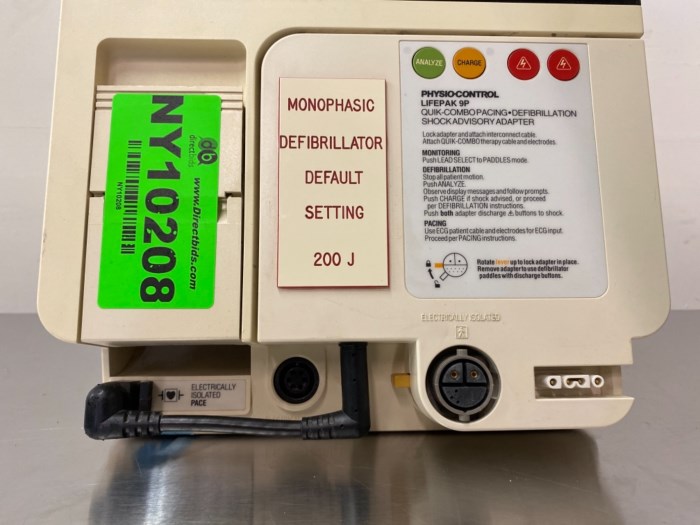 ANALYZE
CHARGE
PHYSIO-CONTROL
LIFEPAK 9P
QUIK-COMBO PACING•DEFIBRILLATION
SHOCK ADVISORY ADAPTER
Lock adapter and attach interconnect cable.
Attach QUIK-COMBO therapy cable and electrodes.
MONITORING
Push LEAD SELECT to PADDLES mode.
DEFIBRILLATION
Stop all patient motion.
Push ANALYZE.
Observe display messages and follow prompts.
Push CHARGE if shock advised, or proceed
per DEFIBRILLATION instructions.
Push both adapter discharge ⚠ buttons to shock.
PACING
Use ECG patient cable and electrodes for ECG input.
Proceed per PACING instructions.
Rotate lever up to lock adapter in place.
Remove adapter to use defibrillator
paddles with discharge buttons.
MONOPHASIC
DEFIBRILLATOR
DEFAULT
SETTING
200 J
db
directbids
www.Directbids.com
NY10208
NY10208
ELECTRICALLY ISOLATED
ELECTRICALLY
ISOLATED
PACE